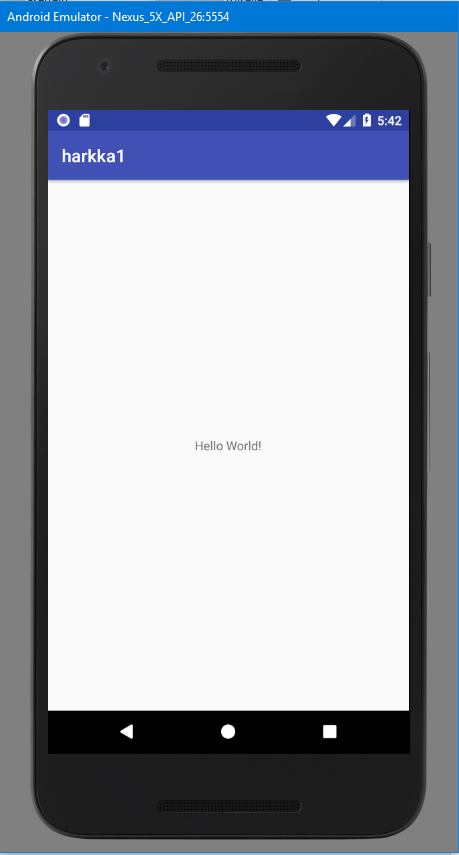 Android Emulator - Nexus_5X_API_26:5554
5:42
harkka1
Hello World!